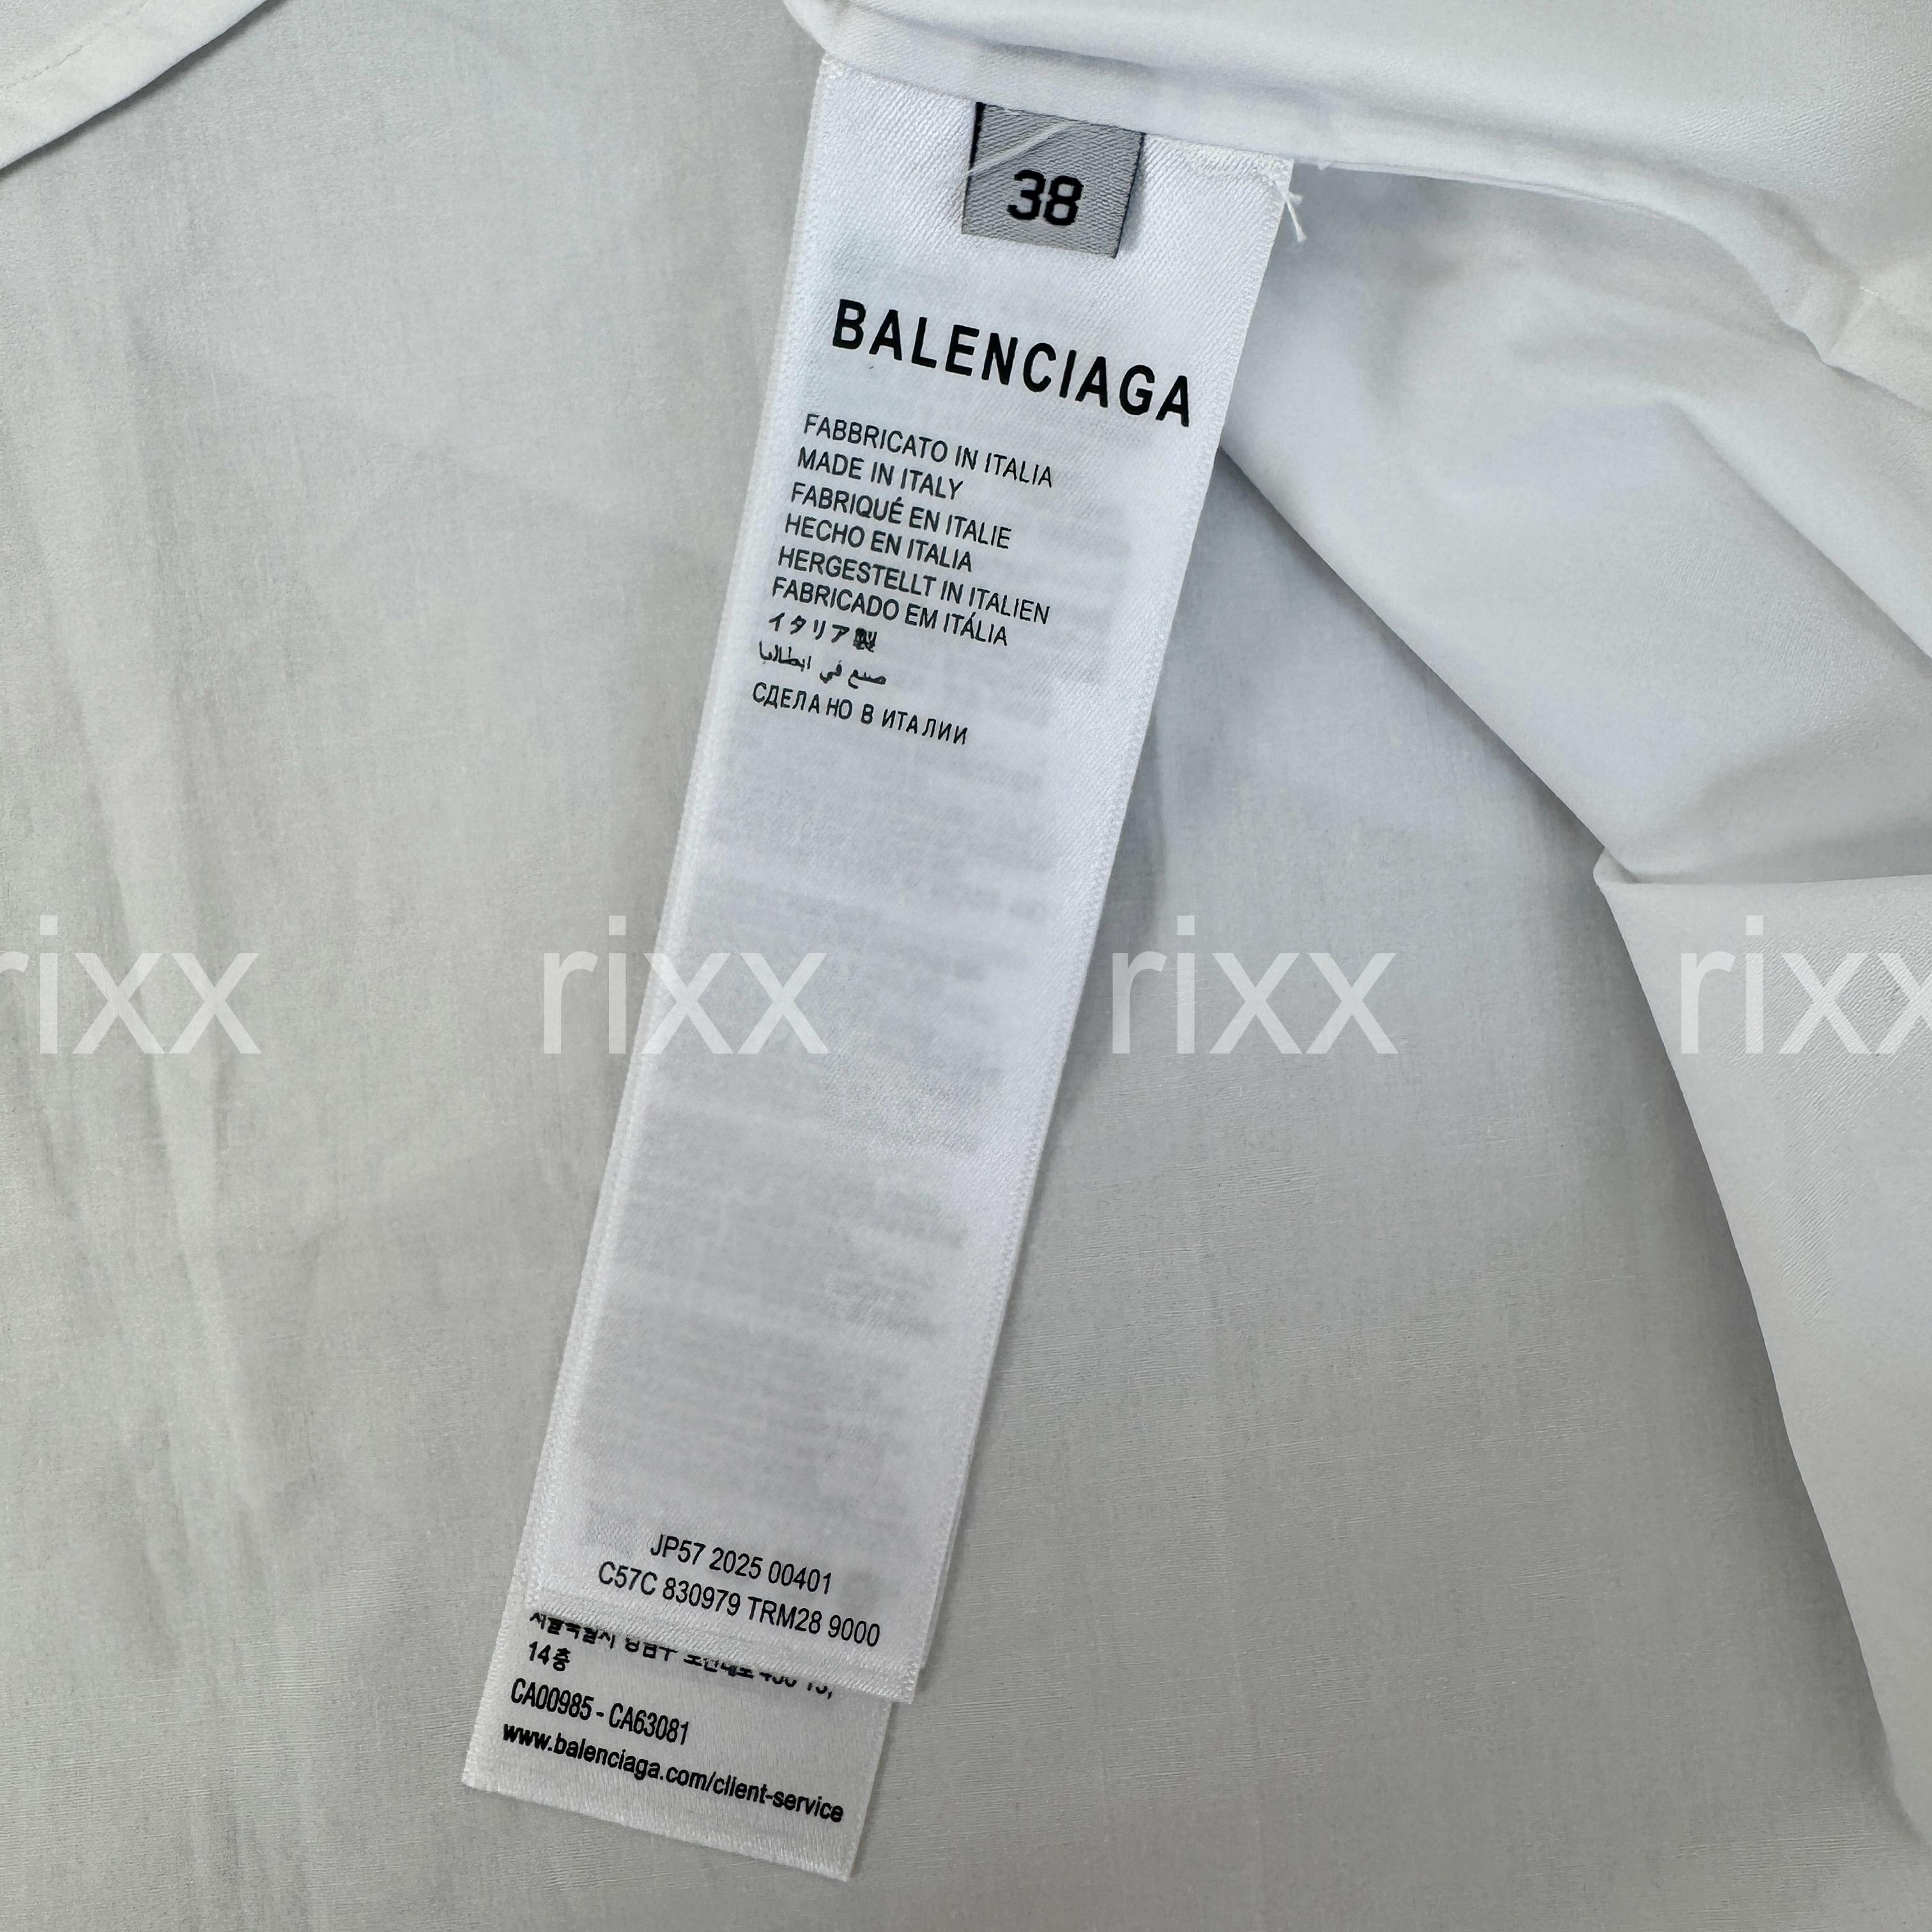 38
BALENCIAGA
FABBRICATO IN ITALIA
MADE IN ITALY
FABRIQUÉ EN ITALIE
HECHO EN ITALIA
HERGESTELLT IN ITALIEN
FABRICADO EM ITÁLIA
イタリア製
صنع في ايطاليا
СДЕЛАНО В ИТАЛИИ
rixx rixx rixx rixx
JP57 2025 00401
C57C 830979 TRM28 9000
14층
CA00985 - CA63081
www.balenciaga.com/client-service